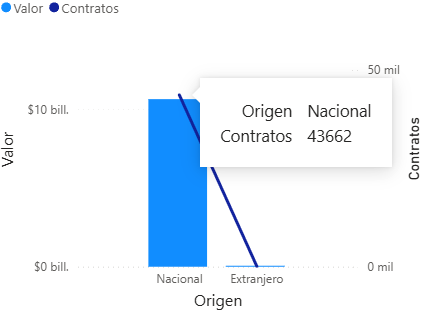 Valor Contratos
50 mil
Origen Nacional
Contratos 43662
$10 bill.
Valor
Contratos
$0 bill.
0 mil
Nacional Extranjero
Origen